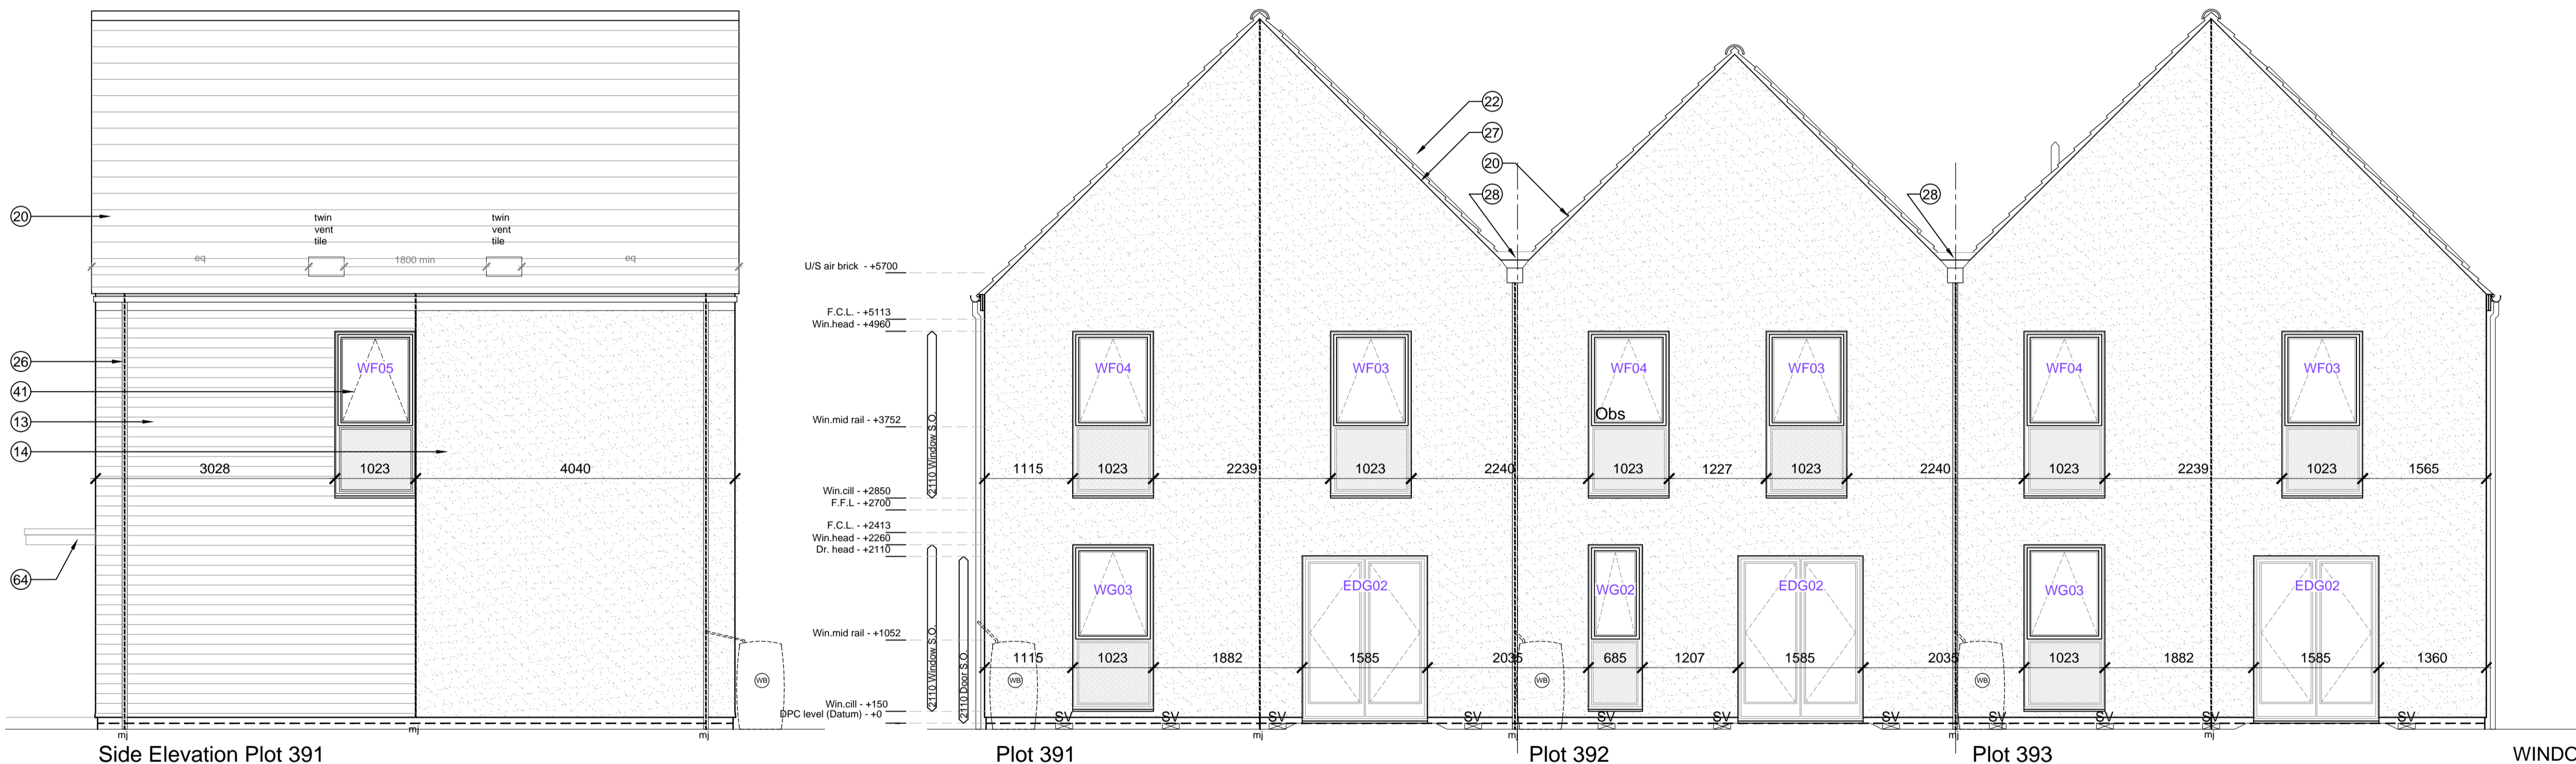 20
26
41
13
14
64
twin
vent
tile
twin
vent
tile
eq
1800 min
eq
WF05
3028
1023
4040
WB
mj
mj
mj
Side Elevation Plot 391
U/S air brick - +5700
F.C.L. - +5113
Win.head - +4960
Win.mid rail - +3752
Win.cill - +2850
F.F.L - +2700
F.C.L. - +2413
Win.head - +2260
Dr. head - +2110
Win.mid rail - +1052
Win.cill - +150
DPC level (Datum) - +0
2110 Window S.O.
2110 Window S.O.
2110 Door S.O.
22
27
20
28
28
WF04
WF03
WF04
Obs
WF03
WF04
WF03
1115
1023
2239
1023
2240
1023
1227
1023
2240
1023
2239
1023
1565
WG03
EDG02
WG02
EDG02
WG03
EDG02
1115
1023
1882
1585
2035
685
1207
1585
2035
1023
1882
1585
1360
WB
WB
WB
SV
SV
SV
SV
SV
SV
SV
SV
SV
SV
SV
mj
mj
mj
Plot 391
Plot 392
Plot 393
WINDO